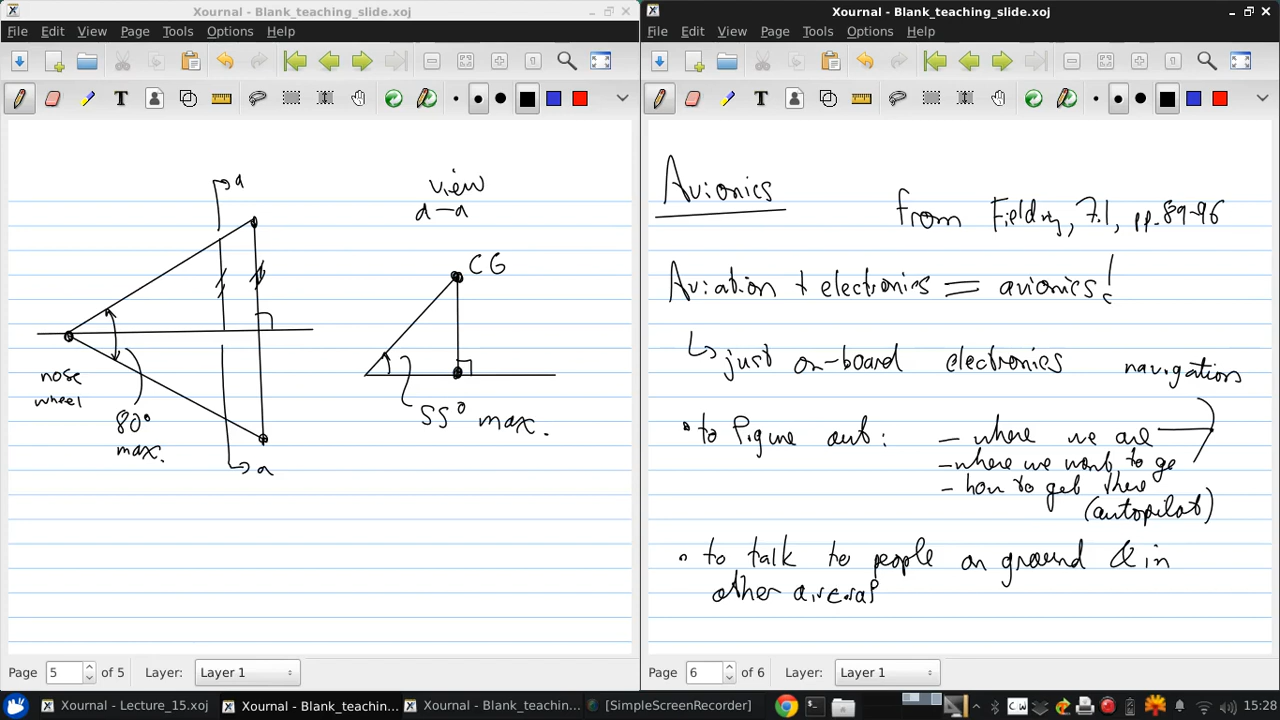 Xournal - Blank_teaching_slide.xoj
File Edit View Page Tools Options Help
a
view
a — a
CG
nose
wheel
80°
max.
55° max.
a
Page 5 of 5 Layer: Layer 1
Xournal - Blank_teaching_slide.xoj
File Edit View Page Tools Options Help
Avionics
from Fielding, 7.1, pp. 89-96
Aviation + electronics = avionics!
↳ just on-board electronics
navigation
• to figure out: - where we are
- where we want to go
- how to get there
(autopilot)
• to talk to people on ground & in
other aircraf
Page 6 of 6 Layer: Layer 1
Xournal - Lecture_15.xoj
Xournal - Blank_teachin...
Xournal - Blank_teachin...
[SimpleScreenRecorder]
CW
15:28